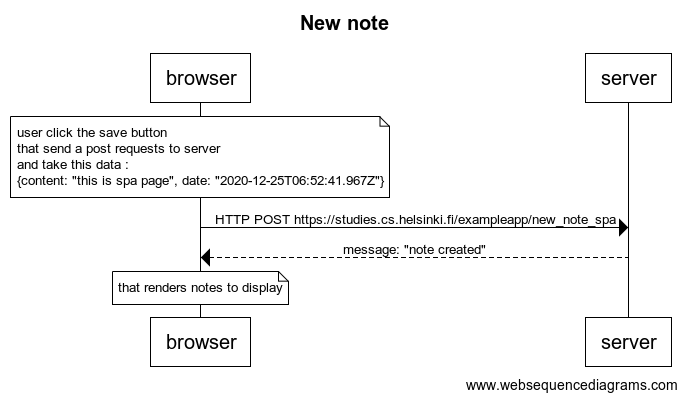 New note
browser
server
user click the save button
that send a post requests to server
and take this data :
{content: "this is spa page", date: "2020-12-25T06:52:41.967Z"}
HTTP POST https://studies.cs.helsinki.fi/exampleapp/new_note_spa
message: "note created"
that renders notes to display
browser
server
www.websequencediagrams.com